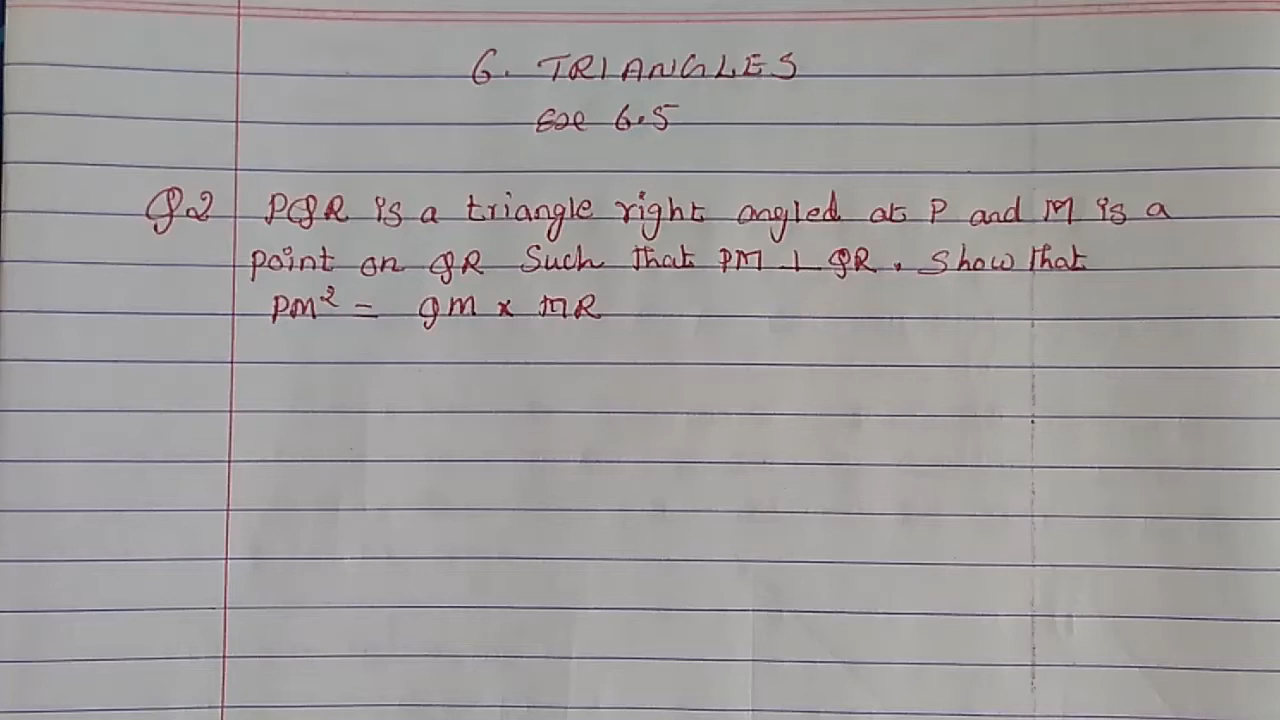 6. TRIANGLES
exe 6.5
Q2 PQR is a triangle right angled at P and M is a
point on QR Such that PM ⊥ QR. Show that
PM² = QM × MR